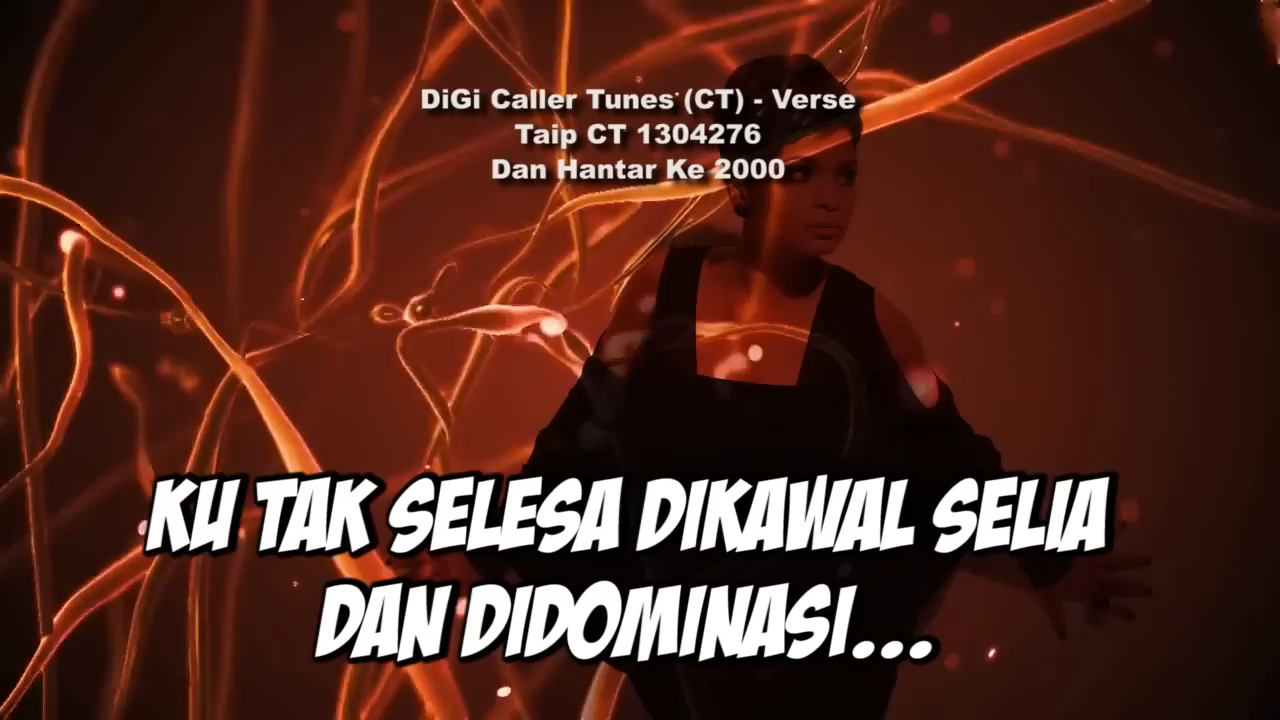 DiGi Caller Tunes (CT) - Verse
Taip CT 1304276
Dan Hantar Ke 2000
KU TAK SELESA DIKAWAL SELIA
DAN DIDOMINASI...